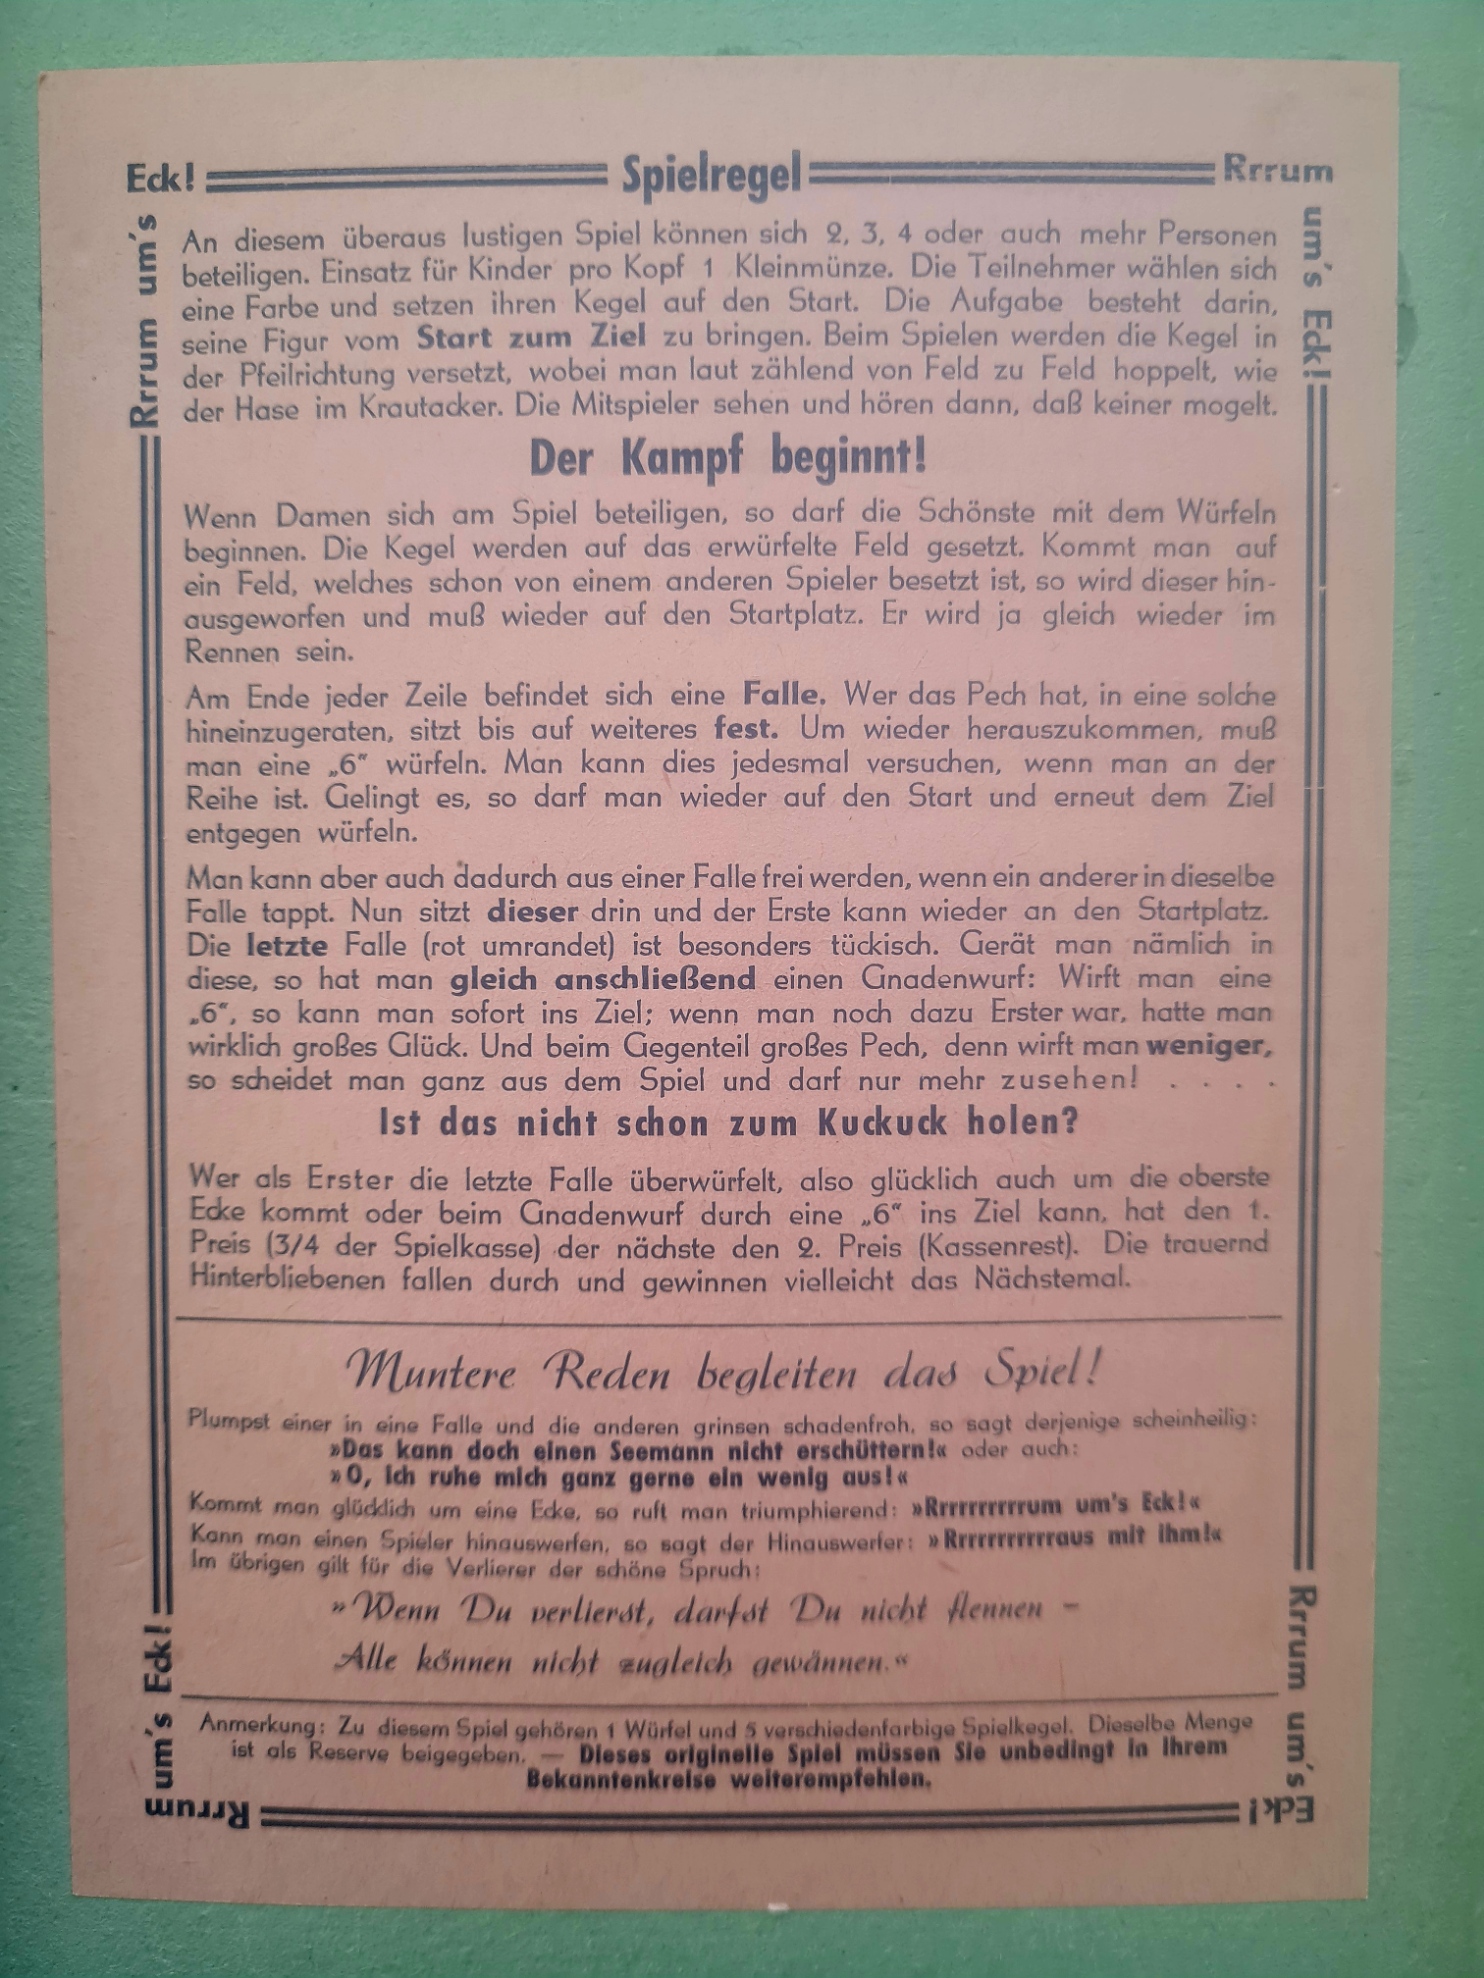 Eck! Spielregel Rrrum
um's Eck!
Rrrum um's
An diesem überaus lustigen Spiel können sich 2, 3, 4 oder auch mehr Personen
beteiligen. Einsatz für Kinder pro Kopf 1 Kleinmünze. Die Teilnehmer wählen sich
eine Farbe und setzen ihren Kegel auf den Start. Die Aufgabe besteht darin,
seine Figur vom Start zum Ziel zu bringen. Beim Spielen werden die Kegel in
der Pfeilrichtung versetzt, wobei man laut zählend von Feld zu Feld hoppelt, wie
der Hase im Krautacker. Die Mitspieler sehen und hören dann, daß keiner mogelt.
Der Kampf beginnt!
Wenn Damen sich am Spiel beteiligen, so darf die Schönste mit dem Würfeln
beginnen. Die Kegel werden auf das erwürfelte Feld gesetzt. Kommt man auf
ein Feld, welches schon von einem anderen Spieler besetzt ist, so wird dieser hin-
ausgeworfen und muß wieder auf den Startplatz. Er wird ja gleich wieder im
Rennen sein.
Am Ende jeder Zeile befindet sich eine Falle. Wer das Pech hat, in eine solche
hineinzugeraten, sitzt bis auf weiteres fest. Um wieder herauszukommen, muß
man eine „6“ würfeln. Man kann dies jedesmal versuchen, wenn man an der
Reihe ist. Gelingt es, so darf man wieder auf den Start und erneut dem Ziel
entgegen würfeln.
Man kann aber auch dadurch aus einer Falle frei werden, wenn ein anderer in dieselbe
Falle tappt. Nun sitzt dieser drin und der Erste kann wieder an den Startplatz.
Die letzte Falle (rot umrandet) ist besonders tückisch. Gerät man nämlich in
diese, so hat man gleich anschließend einen Gnadenwurf: Wirft man eine
„6“, so kann man sofort ins Ziel; wenn man noch dazu Erster war, hatte man
wirklich großes Glück. Und beim Gegenteil großes Pech, denn wirft man weniger,
so scheidet man ganz aus dem Spiel und darf nur mehr zusehen! . . . .
Ist das nicht schon zum Kuckuck holen?
Wer als Erster die letzte Falle überwürfelt, also glücklich auch um die oberste
Ecke kommt oder beim Gnadenwurf durch eine „6“ ins Ziel kann, hat den 1.
Preis (3/4 der Spielkasse) der nächste den 2. Preis (Kassenrest). Die trauernd
Hinterbliebenen fallen durch und gewinnen vielleicht das Nächstemal.
Muntere Reden begleiten das Spiel!
Plumpst einer in eine Falle und die anderen grinsen schadenfroh, so sagt derjenige scheinheilig:
»Das kann doch einen Seemann nicht erschüttern!« oder auch:
»O, ich ruhe mich ganz gerne ein wenig aus!«
Kommt man glücklich um eine Ecke, so ruft man triumphierend: »Rrrrrrrrrrum um's Eck!«
Kann man einen Spieler hinauswerfen, so sagt der Hinauswerfer: »Rrrrrrrrrrraus mit ihm!«
Im übrigen gilt für die Verlierer der schöne Spruch:
»Wenn Du verlierst, darfst Du nicht flennen –
Alle können nicht zugleich gewännen.«
Anmerkung: Zu diesem Spiel gehören 1 Würfel und 5 verschiedenfarbige Spielkegel. Dieselbe Menge
ist als Reserve beigegeben. — Dieses originelle Spiel müssen Sie unbedingt in Ihrem
Bekanntenkreise weiterempfehlen.
Rrrum um's
um's Eck!
Rrrum Eck!